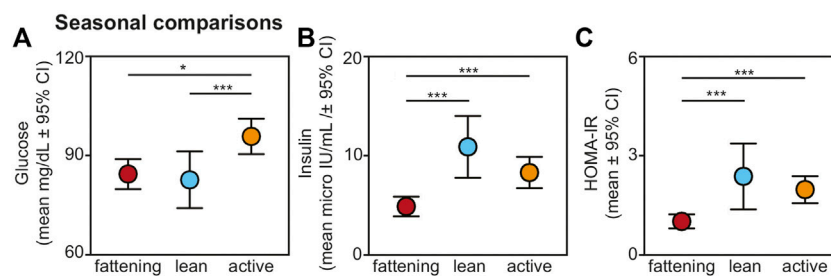 Seasonal comparisons
A
Glucose
(mean mg/dL ± 95% CI)
120
90
60
*
***
fattening lean active
B
Insulin
(mean micro IU/mL /± 95% CI)
20
10
0
***
***
fattening lean active
C
HOMA-IR
(mean ± 95% CI)
6
3
0
***
***
fattening lean active